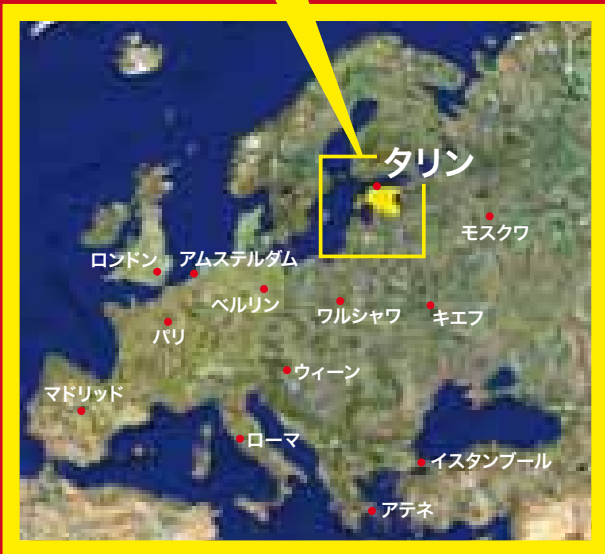 タリン
モスクワ
ロンドン
アムステルダム
ベルリン
ワルシャワ
キエフ
パリ
ウィーン
マドリッド
ローマ
イスタンブール
アテネ